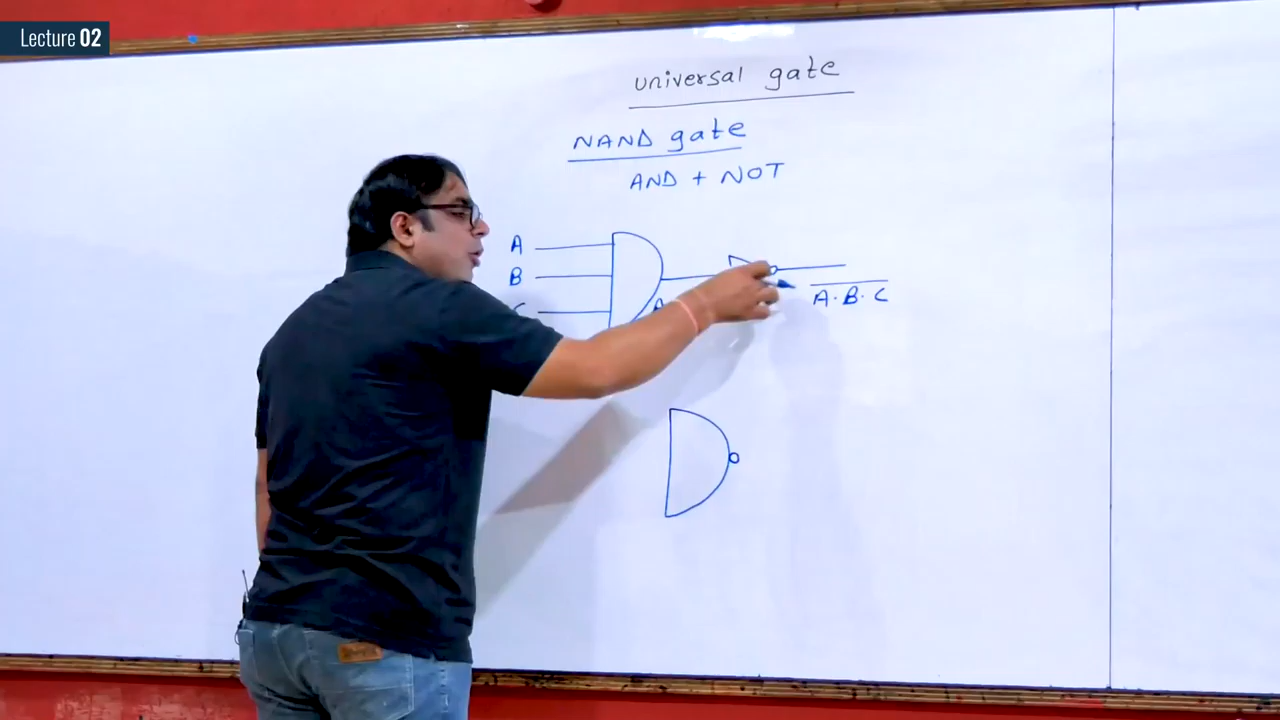 Lecture 02
universal gate
NAND gate
AND + NOT
A
B
C
A
A·B·C